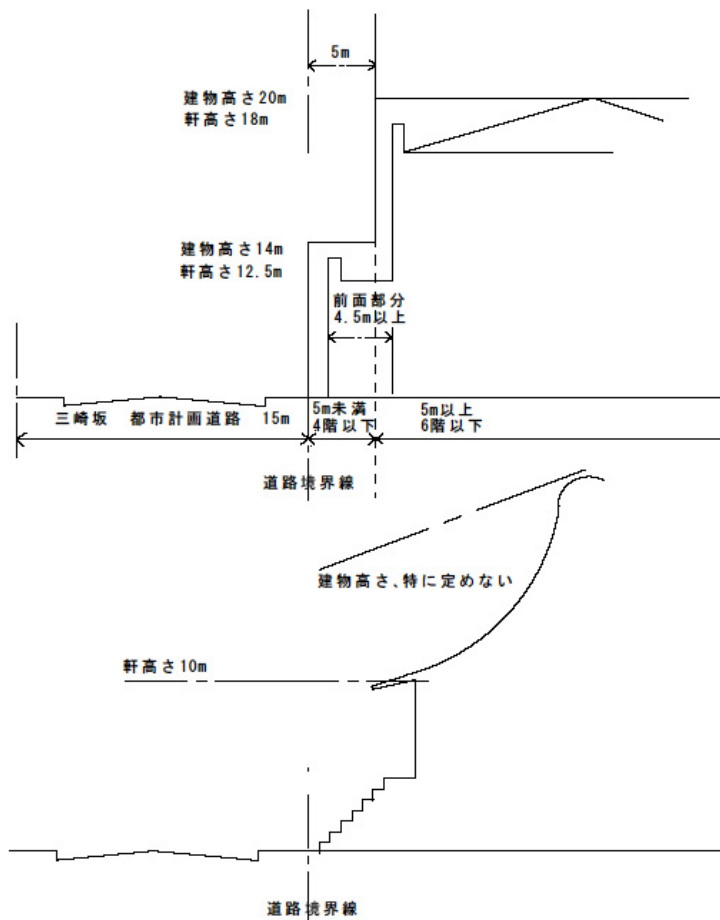 5m
建物高さ20m
軒高さ18m
建物高さ14m
軒高さ12.5m
前面部分
4.5m以上
三崎坂 都市計画道路 15m
5m未満
4階以下
5m以上
6階以下
道路境界線
建物高さ、特に定めない
軒高さ10m
道路境界線